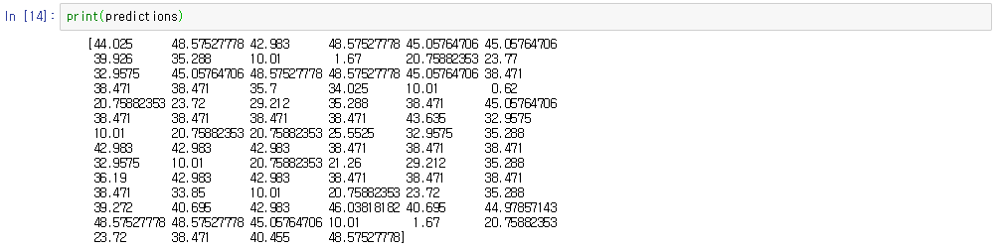 In [14]: print(predictions)
[44.025 48.57527778 42.983 48.57527778 45.05764706 45.05764706
39.926 35.288 10.01 1.67 20.75882353 23.77
32.9575 45.05764706 48.57527778 48.57527778 45.05764706 38.471
38.471 38.471 35.7 34.025 10.01 0.62
20.75882353 23.72 29.212 35.288 38.471 45.05764706
38.471 38.471 38.471 38.471 43.635 32.9575
10.01 20.75882353 20.75882353 25.5525 32.9575 35.288
42.983 42.983 42.983 38.471 38.471 38.471
32.9575 10.01 20.75882353 21.26 29.212 35.288
36.19 42.983 42.983 38.471 38.471 38.471
38.471 33.85 10.01 20.75882353 23.72 35.288
39.272 40.695 42.983 46.03818182 40.695 44.97857143
48.57527778 48.57527778 45.05764706 10.01 1.67 20.75882353
23.72 38.471 40.455 48.57527778]